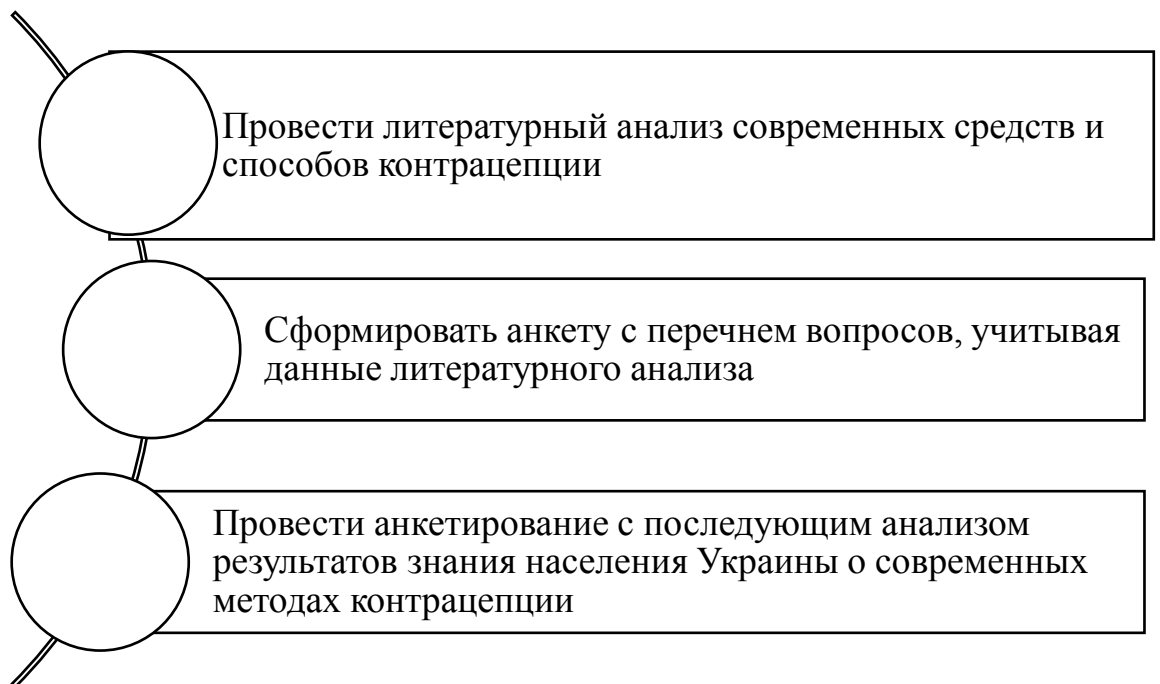 Провести литературный анализ современных средств и
способов контрацепции
Сформировать анкету с перечнем вопросов, учитывая
данные литературного анализа
Провести анкетирование с последующим анализом
результатов знания населения Украины о современных
методах контрацепции